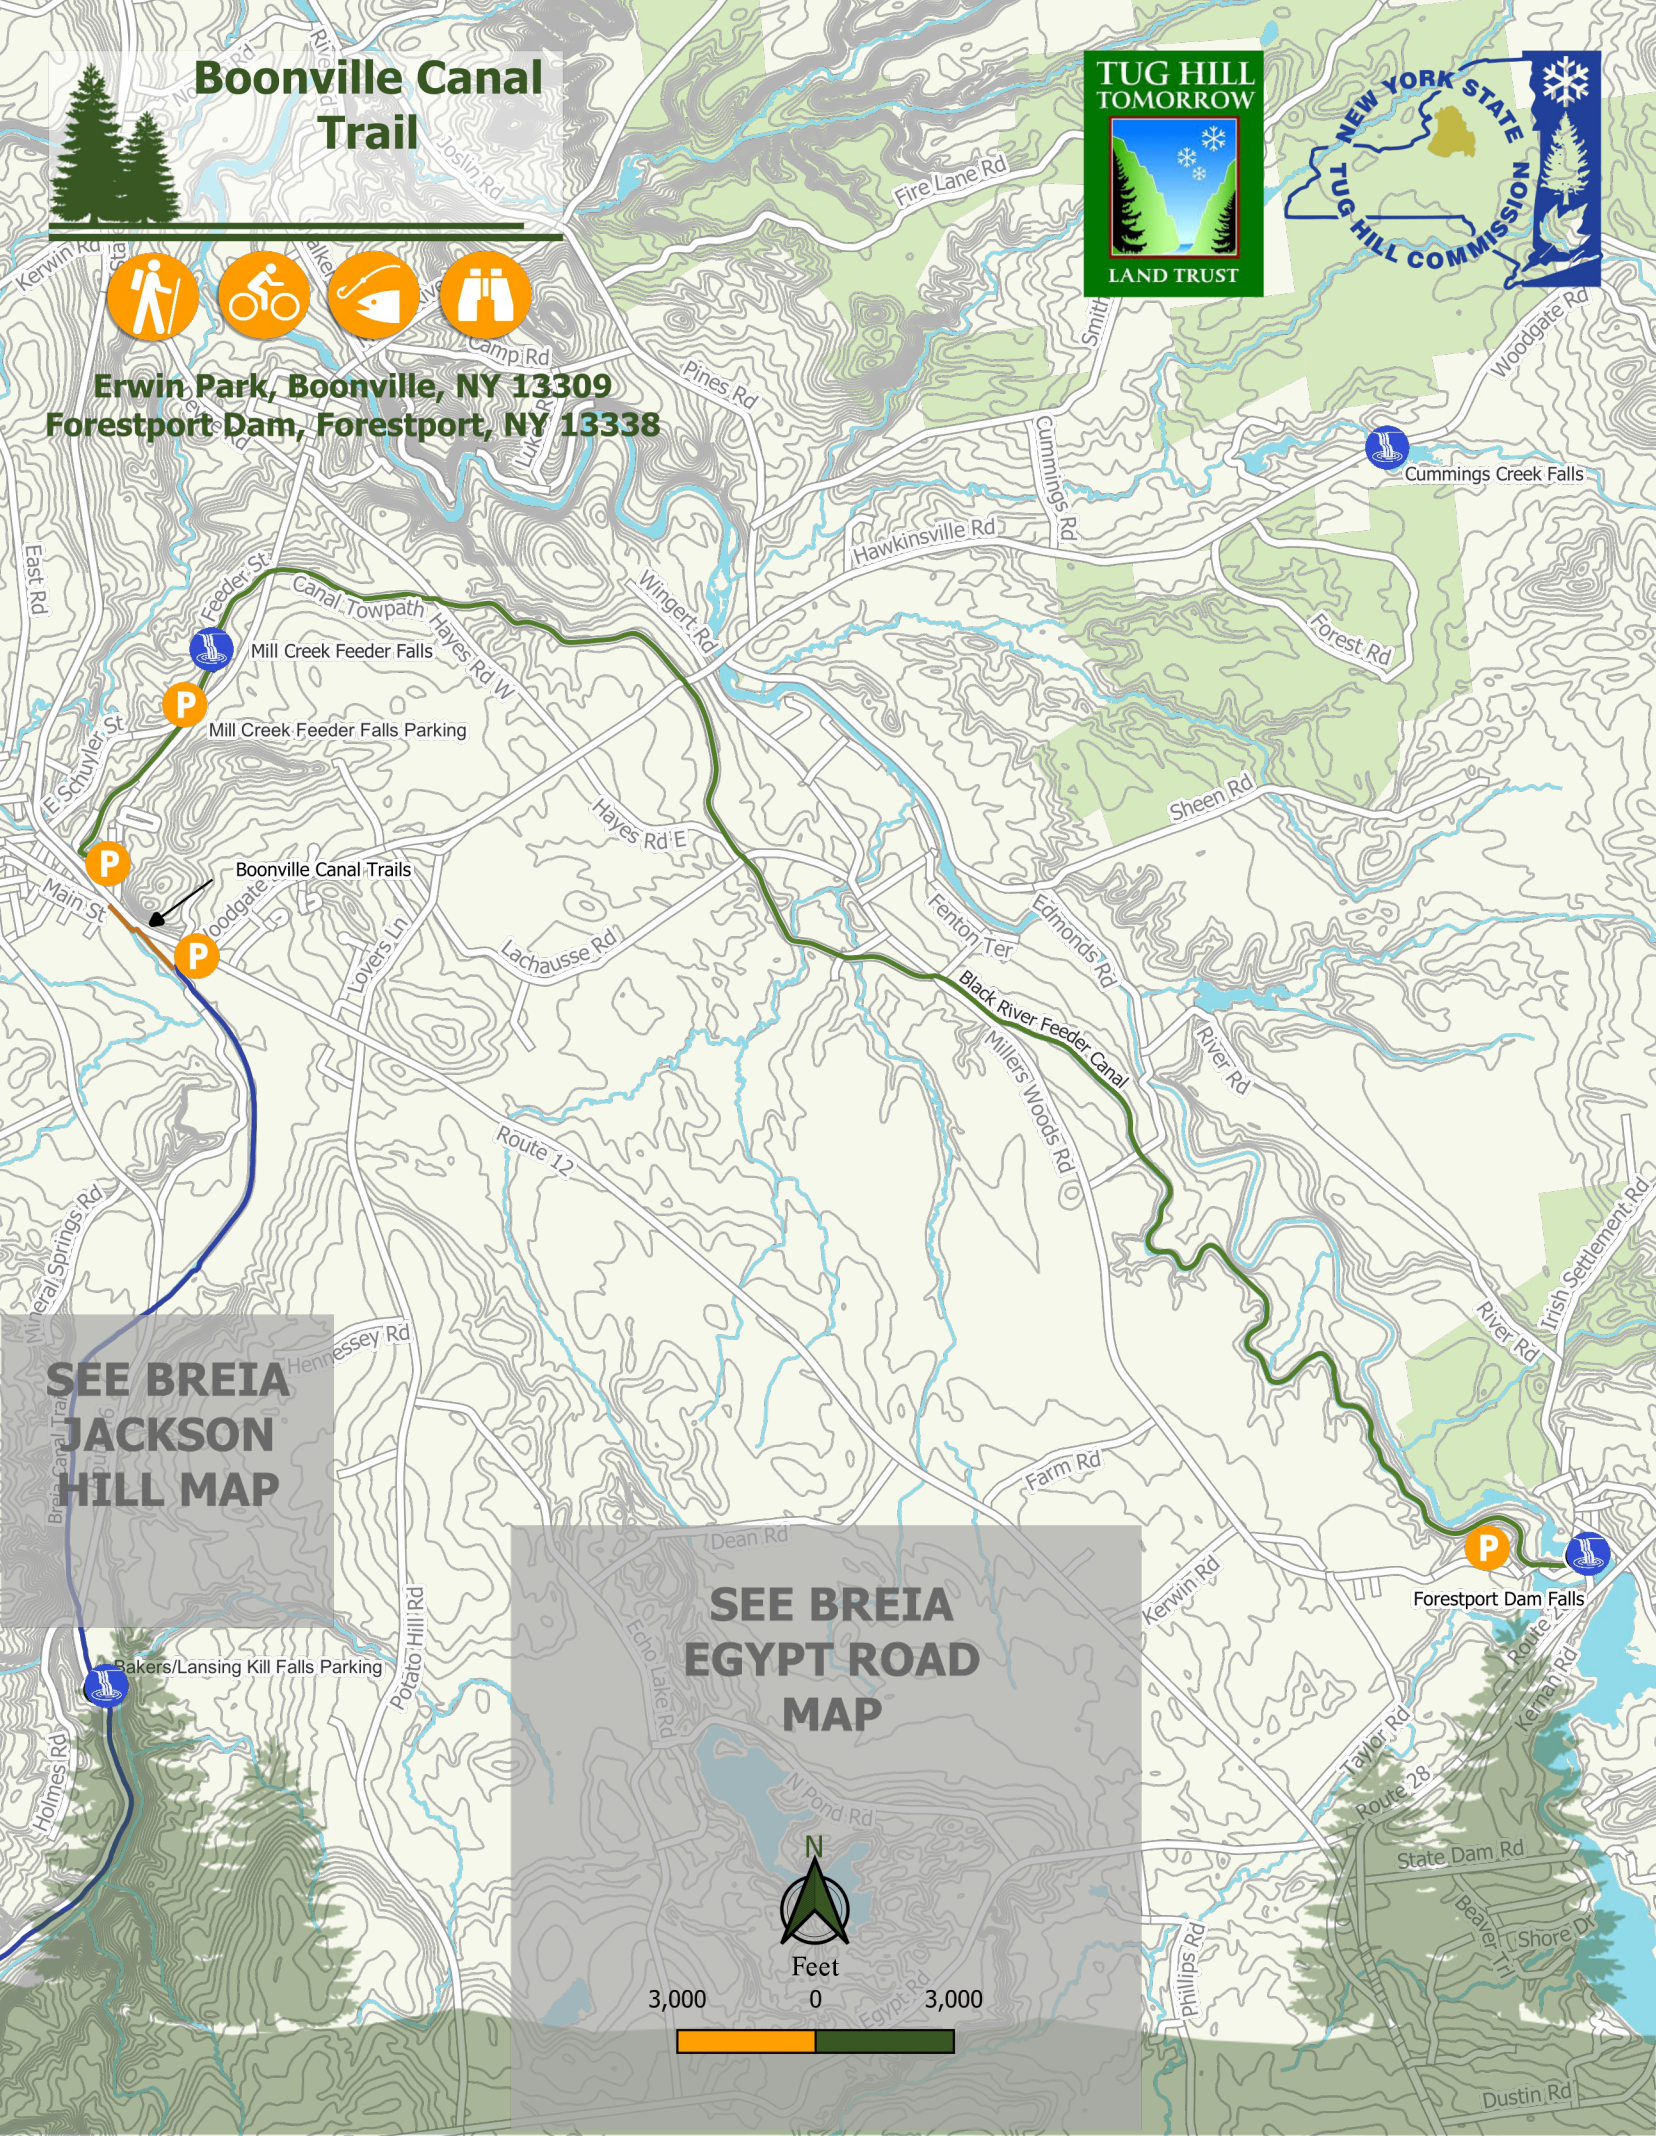 Boonville Canal
Trail
TUG HILL
TOMORROW
LAND TRUST
NEW YORK STATE
TUG HILL COMMISSION
Erwin Park, Boonville, NY 13309
Forestport Dam, Forestport, NY 13338
Joslin Rd
Fire Lane Rd
Kerwin Rd
Camp Rd
Pines Rd
Smith
Woodgate Rd
Cummings Rd
Cummings Creek Falls
Hawkinsville Rd
East Rd
Feeder St
Canal Towpath
Wingert Rd
Hayes Rd W
Forest Rd
Mill Creek Feeder Falls
P
Mill Creek Feeder Falls Parking
E Schuyler St
Hayes Rd E
Sheen Rd
P
Boonville Canal Trails
Main St
P
Lovers Ln
Lachausse Rd
Fenton Ter
Edmonds Rd
Black River Feeder Canal
Millers Woods Rd
River Rd
Route 12
Mineral Springs Rd
Irish Settlement Rd
River Rd
Hennessey Rd
SEE BREIA
JACKSON
HILL MAP
Breia Canal Trail
Farm Rd
Dean Rd
P
Forestport Dam Falls
SEE BREIA
EGYPT ROAD
MAP
Kerwin Rd
Echo Lake Rd
Potato Hill Rd
Bakers/Lansing Kill Falls Parking
Kernan Rd
Taylor Rd
Route 28
Holmes Rd
N Pond Rd
N
State Dam Rd
Beaver Trl
Shore Dr
Phillips Rd
Egypt Rd
Feet
3,000 0 3,000
Dustin Rd